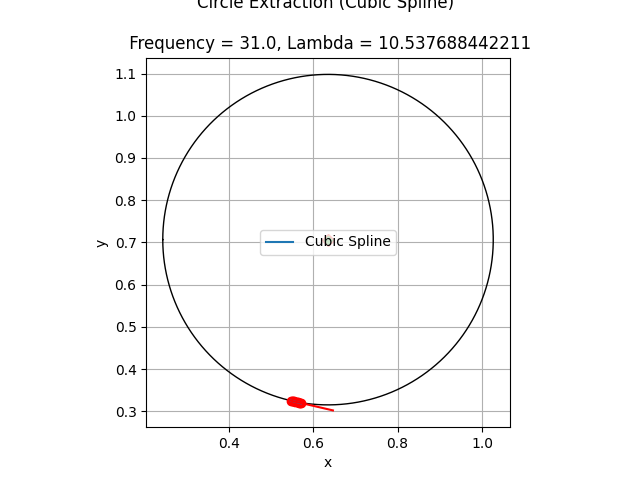 Circle Extraction (Cubic Spline)
Frequency = 31.0, Lambda = 10.537688442211
1.1
1.0
0.9
0.8
0.7
0.6
0.5
0.4
0.3
y
Cubic Spline
0.4 0.6 0.8 1.0
x